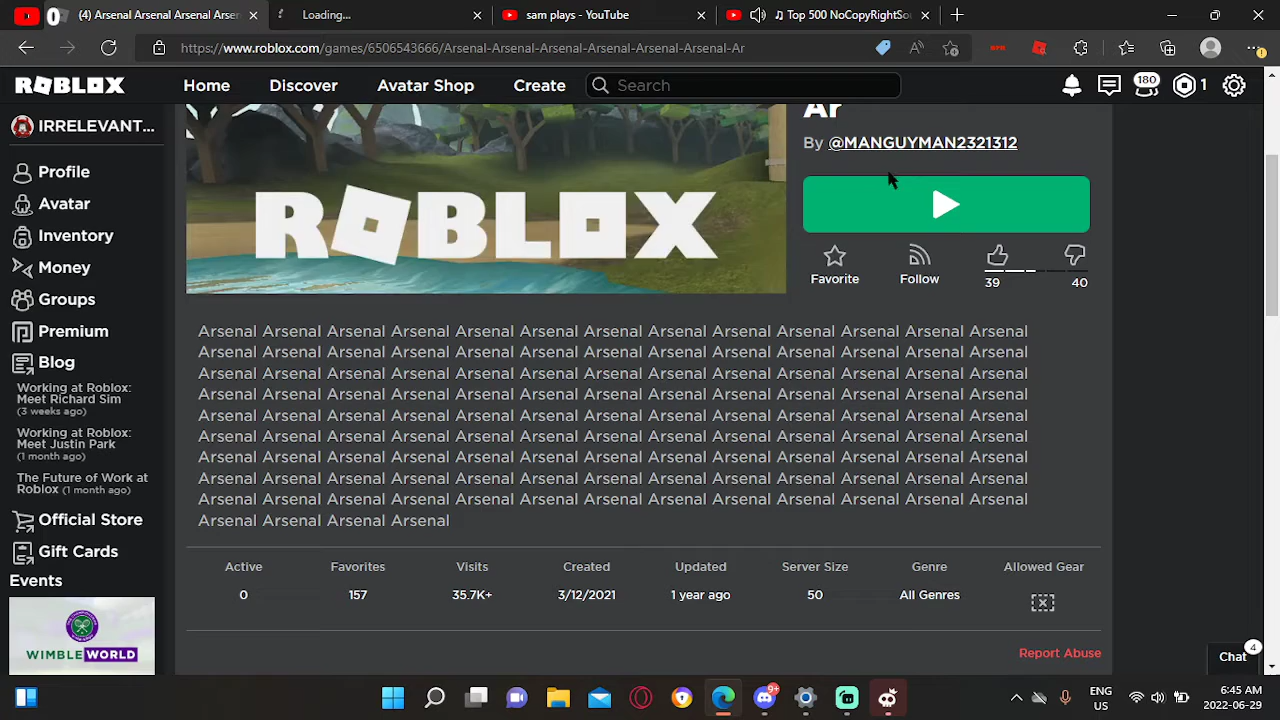 (4) Arsenal Arsenal Arsenal Arser
Loading...
sam plays - YouTube
♫ Top 500 NoCopyRightSou
https://www.roblox.com/games/6506543666/Arsenal-Arsenal-Arsenal-Arsenal-Arsenal-Arsenal-Ar
ROBLOX
Home
Discover
Avatar Shop
Create
Search
180
1
IRRELEVANT...
Profile
Avatar
Inventory
Money
Groups
Premium
Blog
Working at Roblox:
Meet Richard Sim
(3 weeks ago)
Working at Roblox:
Meet Justin Park
(1 month ago)
The Future of Work at
Roblox (1 month ago)
Official Store
Gift Cards
Events
WIMBLEWORLD
ROBLOX
Ar
By @MANGUYMAN2321312
Favorite
Follow
39
40
Arsenal Arsenal Arsenal Arsenal Arsenal Arsenal Arsenal Arsenal Arsenal Arsenal Arsenal Arsenal Arsenal
Arsenal Arsenal Arsenal Arsenal Arsenal Arsenal Arsenal Arsenal Arsenal Arsenal Arsenal Arsenal Arsenal
Arsenal Arsenal Arsenal Arsenal Arsenal Arsenal Arsenal Arsenal Arsenal Arsenal Arsenal Arsenal Arsenal
Arsenal Arsenal Arsenal Arsenal Arsenal Arsenal Arsenal Arsenal Arsenal Arsenal Arsenal Arsenal Arsenal
Arsenal Arsenal Arsenal Arsenal Arsenal Arsenal Arsenal Arsenal Arsenal Arsenal Arsenal Arsenal Arsenal
Arsenal Arsenal Arsenal Arsenal Arsenal Arsenal Arsenal Arsenal Arsenal Arsenal Arsenal Arsenal Arsenal
Arsenal Arsenal Arsenal Arsenal Arsenal Arsenal Arsenal Arsenal Arsenal Arsenal Arsenal Arsenal Arsenal
Arsenal Arsenal Arsenal Arsenal Arsenal Arsenal Arsenal Arsenal Arsenal Arsenal Arsenal Arsenal Arsenal
Arsenal Arsenal Arsenal Arsenal Arsenal Arsenal Arsenal Arsenal Arsenal Arsenal Arsenal Arsenal Arsenal
Arsenal Arsenal Arsenal Arsenal
Active Favorites Visits Created Updated Server Size Genre Allowed Gear
0 157 35.7K+ 3/12/2021 1 year ago 50 All Genres
Report Abuse
Chat 4
9+
ENG
US
6:45 AM
2022-06-29